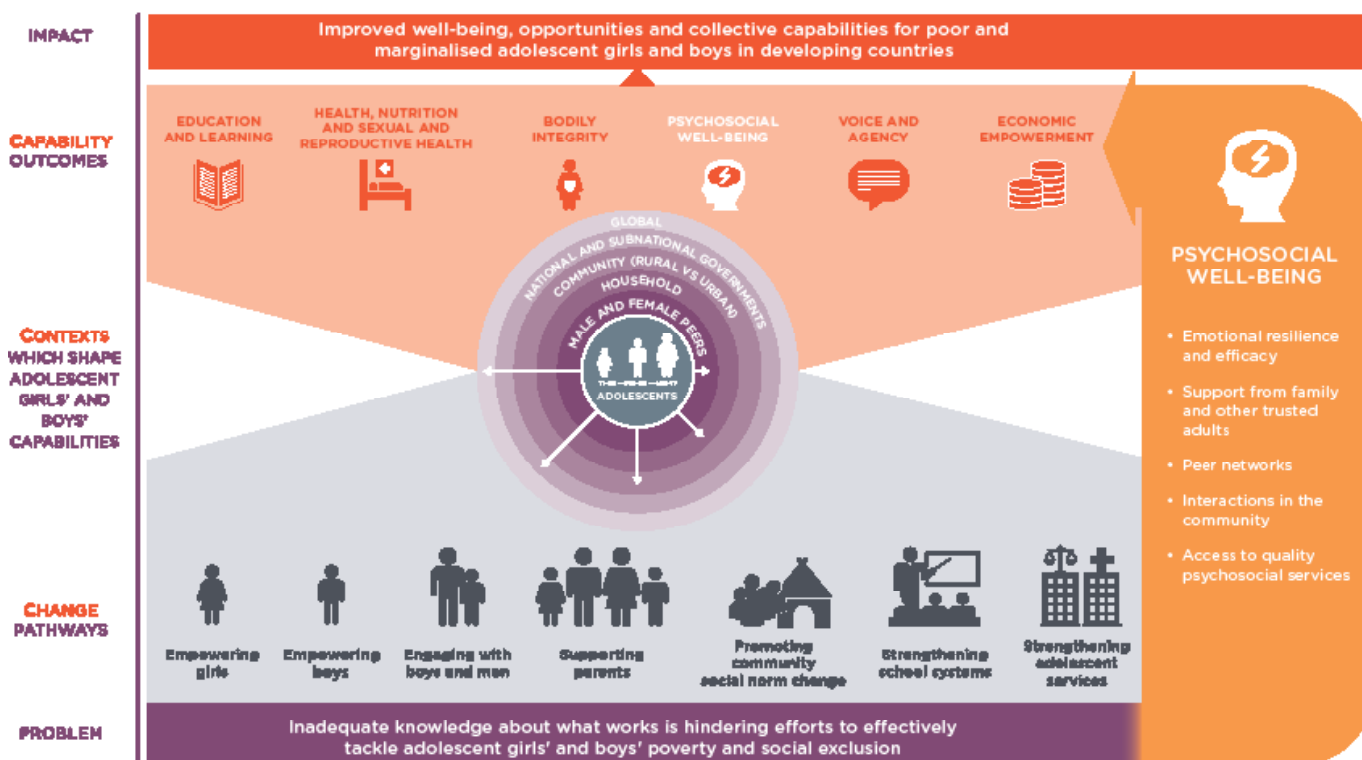 IMPACT
Improved well-being, opportunities and collective capabilities for poor and
marginalised adolescent girls and boys in developing countries
CAPABILITY
OUTCOMES
EDUCATION
AND LEARNING
HEALTH, NUTRITION
AND SEXUAL AND
REPRODUCTIVE HEALTH
BODILY
INTEGRITY
PSYCHOSOCIAL
WELL-BEING
VOICE AND
AGENCY
ECONOMIC
EMPOWERMENT
PSYCHOSOCIAL
WELL-BEING
• Emotional resilience
and efficacy
• Support from family
and other trusted
adults
• Peer networks
• Interactions in the
community
• Access to quality
psychosocial services
CONTEXTS
WHICH SHAPE
ADOLESCENT
GIRLS' AND
BOYS'
CAPABILITIES
GLOBAL
NATIONAL AND SUBNATIONAL GOVERNMENTS
COMMUNITY (RURAL VS URBAN)
HOUSEHOLD
MALE AND FEMALE PEERS
ADOLESCENTS
CHANGE
PATHWAYS
Empowering
girls
Empowering
boys
Engaging with
boys and men
Supporting
parents
Promoting
community
social norm change
Strengthening
school systems
Strengthening
adolescent
services
PROBLEM
Inadequate knowledge about what works is hindering efforts to effectively
tackle adolescent girls' and boys' poverty and social exclusion